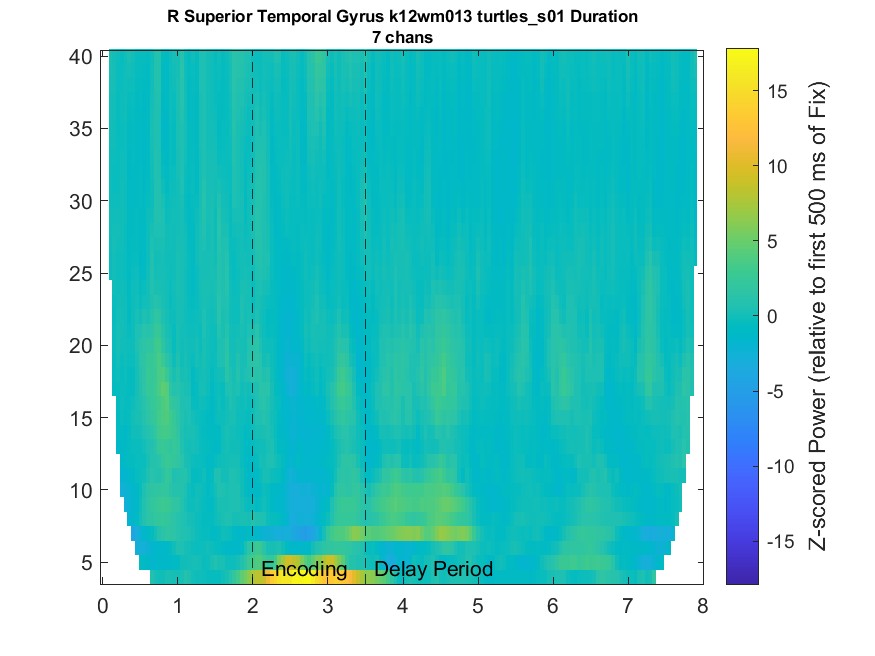 R Superior Temporal Gyrus k12wm013 turtles_s01 Duration
7 chans
40
35
30
25
20
15
10
5
Encoding
Delay Period
0 1 2 3 4 5 6 7 8
15
10
5
0
-5
-10
-15
Z-scored Power (relative to first 500 ms of Fix)